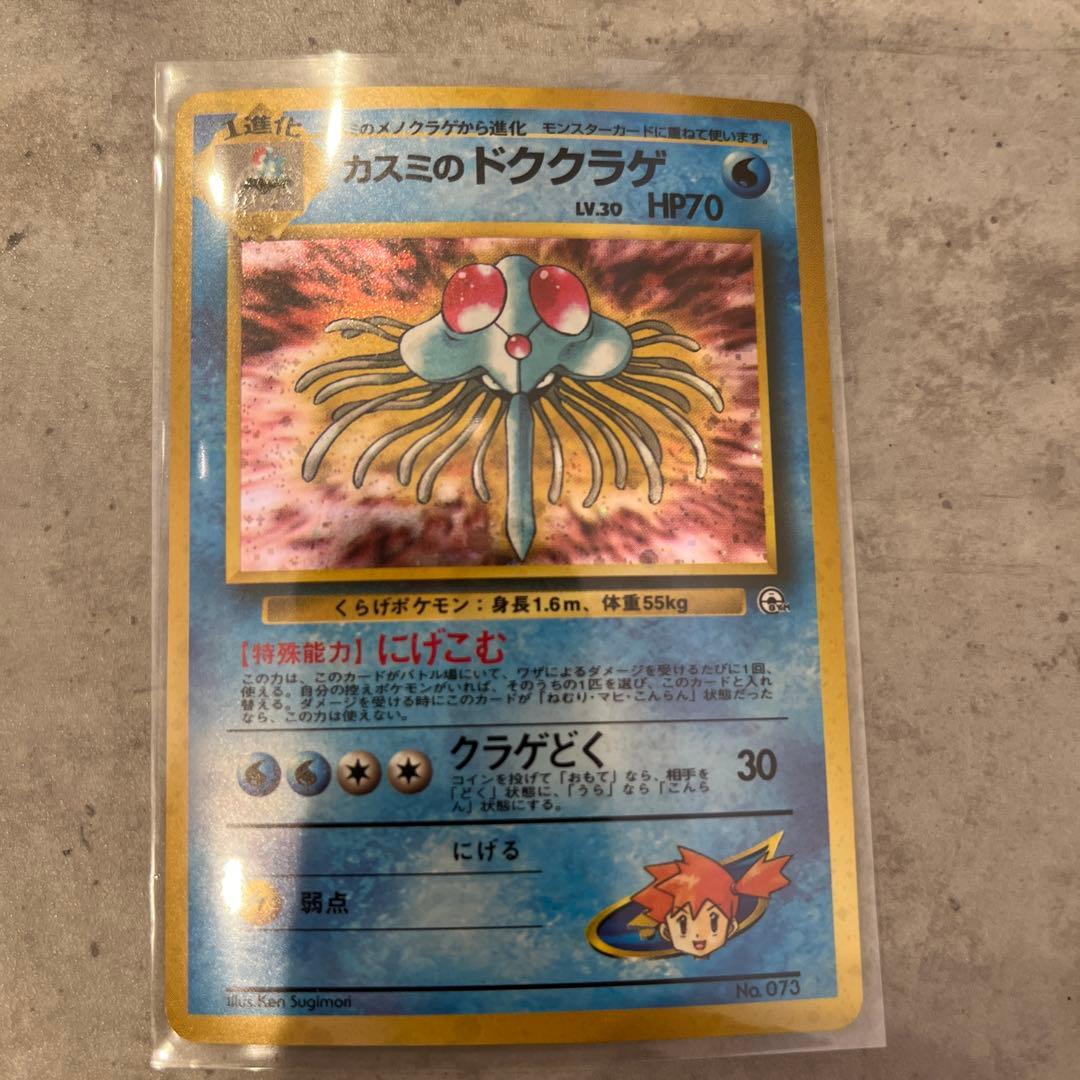 1進化
ミのメノクラゲから進化 モンスターカードに重ねて使います。
カスミのドククラゲ
LV.30 HP70
くらげポケモン：身長1.6m、体重55kg
GYM
【特殊能力】にげこむ
この力は、このカードがバトル場にいて、ワザによるダメージを受けるたびに1回、
使える。自分の控えポケモンがいれば、そのうちの1匹を選び、このカードと入れ
替える。ダメージを受ける時にこのカードが「ねむり・マヒ・こんらん」状態だった
なら、この力は使えない。
クラゲどく 30
コインを投げて「おもて」なら、相手を
「どく」状態に、「うら」なら「こんら
ん」状態にする。
にげる
弱点
Illus. Ken Sugimori
No. 073